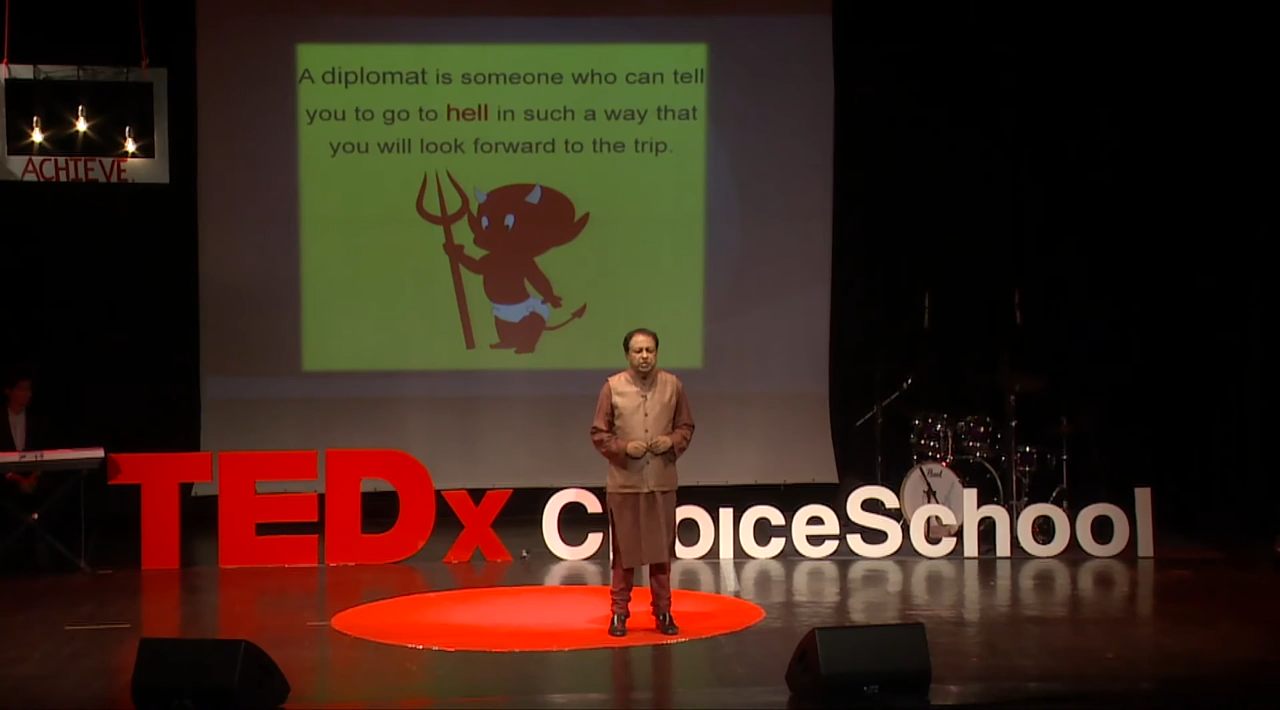 A diplomat is someone who can tell
you to go to hell in such a way that
you will look forward to the trip.
ACHIEVE.
TEDx ChoiceSchool
Pearl